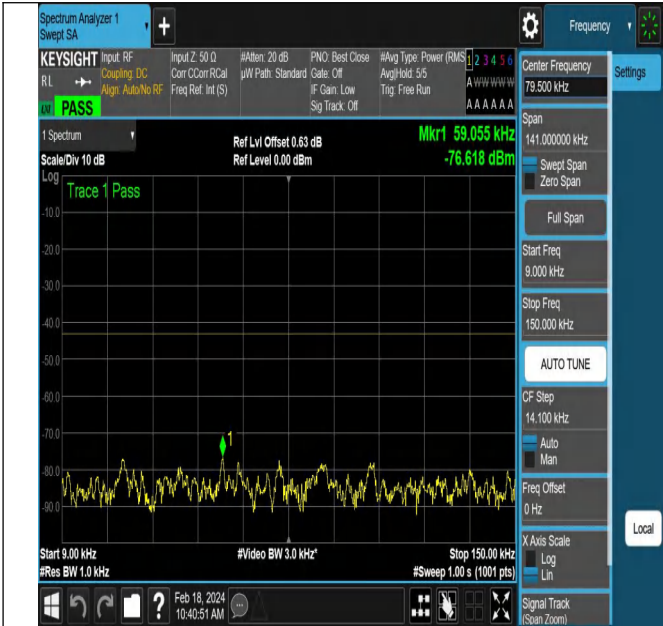 Spectrum Analyzer 1
Swept SA
+
Frequency
KEYSIGHT
RL
PASS
Input: RF
Coupling: DC
Align: Auto/No RF
Input Z: 50 Ω
Corr CCorr RCal
Freq Ref: Int (S)
#Atten: 20 dB
µW Path: Standard
PNO: Best Close
Gate: Off
IF Gain: Low
Sig Track: Off
#Avg Type: Power (RMS
Avg|Hold: 5/5
Trig: Free Run
1 2 3 4 5 6
A W W W W W
A A A A A A
1 Spectrum
Scale/Div 10 dB
Ref Lvl Offset 0.63 dB
Ref Level 0.00 dBm
Mkr1 59.055 kHz
-76.618 dBm
Log
Trace 1 Pass
-10.0
-20.0
-30.0
-40.0
-50.0
-60.0
-70.0
-80.0
-90.0
1
Start 9.00 kHz
#Res BW 1.0 kHz
#Video BW 3.0 kHz*
Stop 150.00 kHz
#Sweep 1.00 s (1001 pts)
?
Feb 18, 2024
10:40:51 AM
Center Frequency
79.500 kHz
Settings
Span
141.000000 kHz
Swept Span
Zero Span
Full Span
Start Freq
9.000 kHz
Stop Freq
150.000 kHz
AUTO TUNE
CF Step
14.100 kHz
Auto
Man
Freq Offset
0 Hz
X Axis Scale
Log
Lin
Local
Signal Track
(Span Zoom)